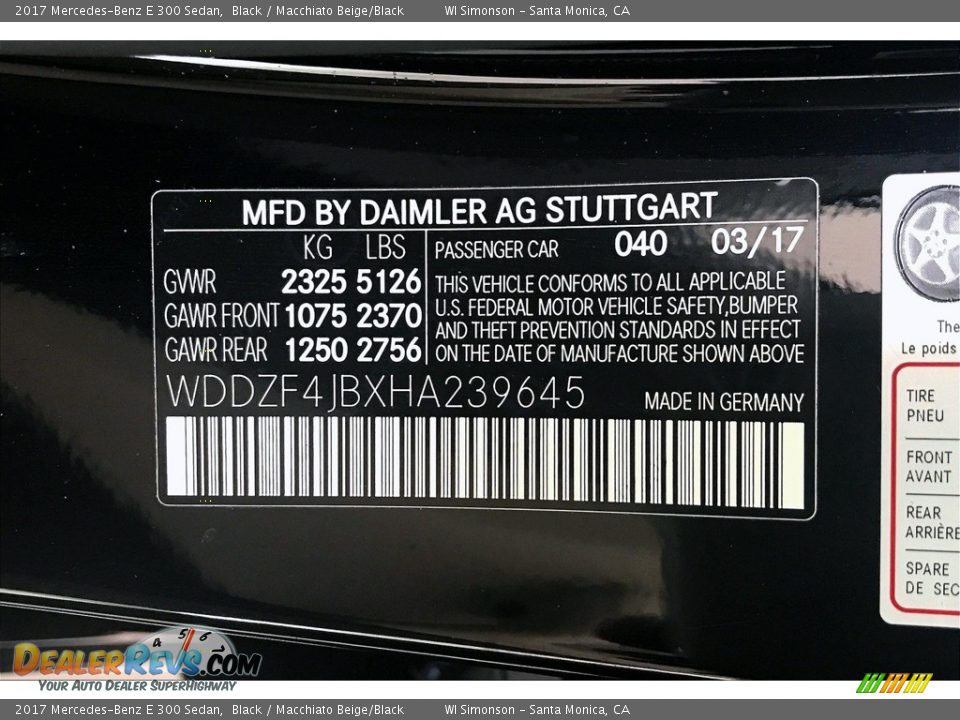 2017 Mercedes-Benz E 300 Sedan, Black / Macchiato Beige/Black WI Simonson - Santa Monica, CA
MFD BY DAIMLER AG STUTTGART
KG LBS
GVWR 2325 5126
GAWR FRONT 1075 2370
GAWR REAR 1250 2756
PASSENGER CAR 040 03/17
THIS VEHICLE CONFORMS TO ALL APPLICABLE
U.S. FEDERAL MOTOR VEHICLE SAFETY,BUMPER
AND THEFT PREVENTION STANDARDS IN EFFECT
ON THE DATE OF MANUFACTURE SHOWN ABOVE
WDDZF4JBXHA239645 MADE IN GERMANY
The
Le poids
TIRE
PNEU
FRONT
AVANT
REAR
ARRIÈRE
SPARE
DE SEC
4 5 6
DEALERREVS.COM
YOUR AUTO DEALER SUPERHIGHWAY
2017 Mercedes-Benz E 300 Sedan, Black / Macchiato Beige/Black WI Simonson - Santa Monica, CA